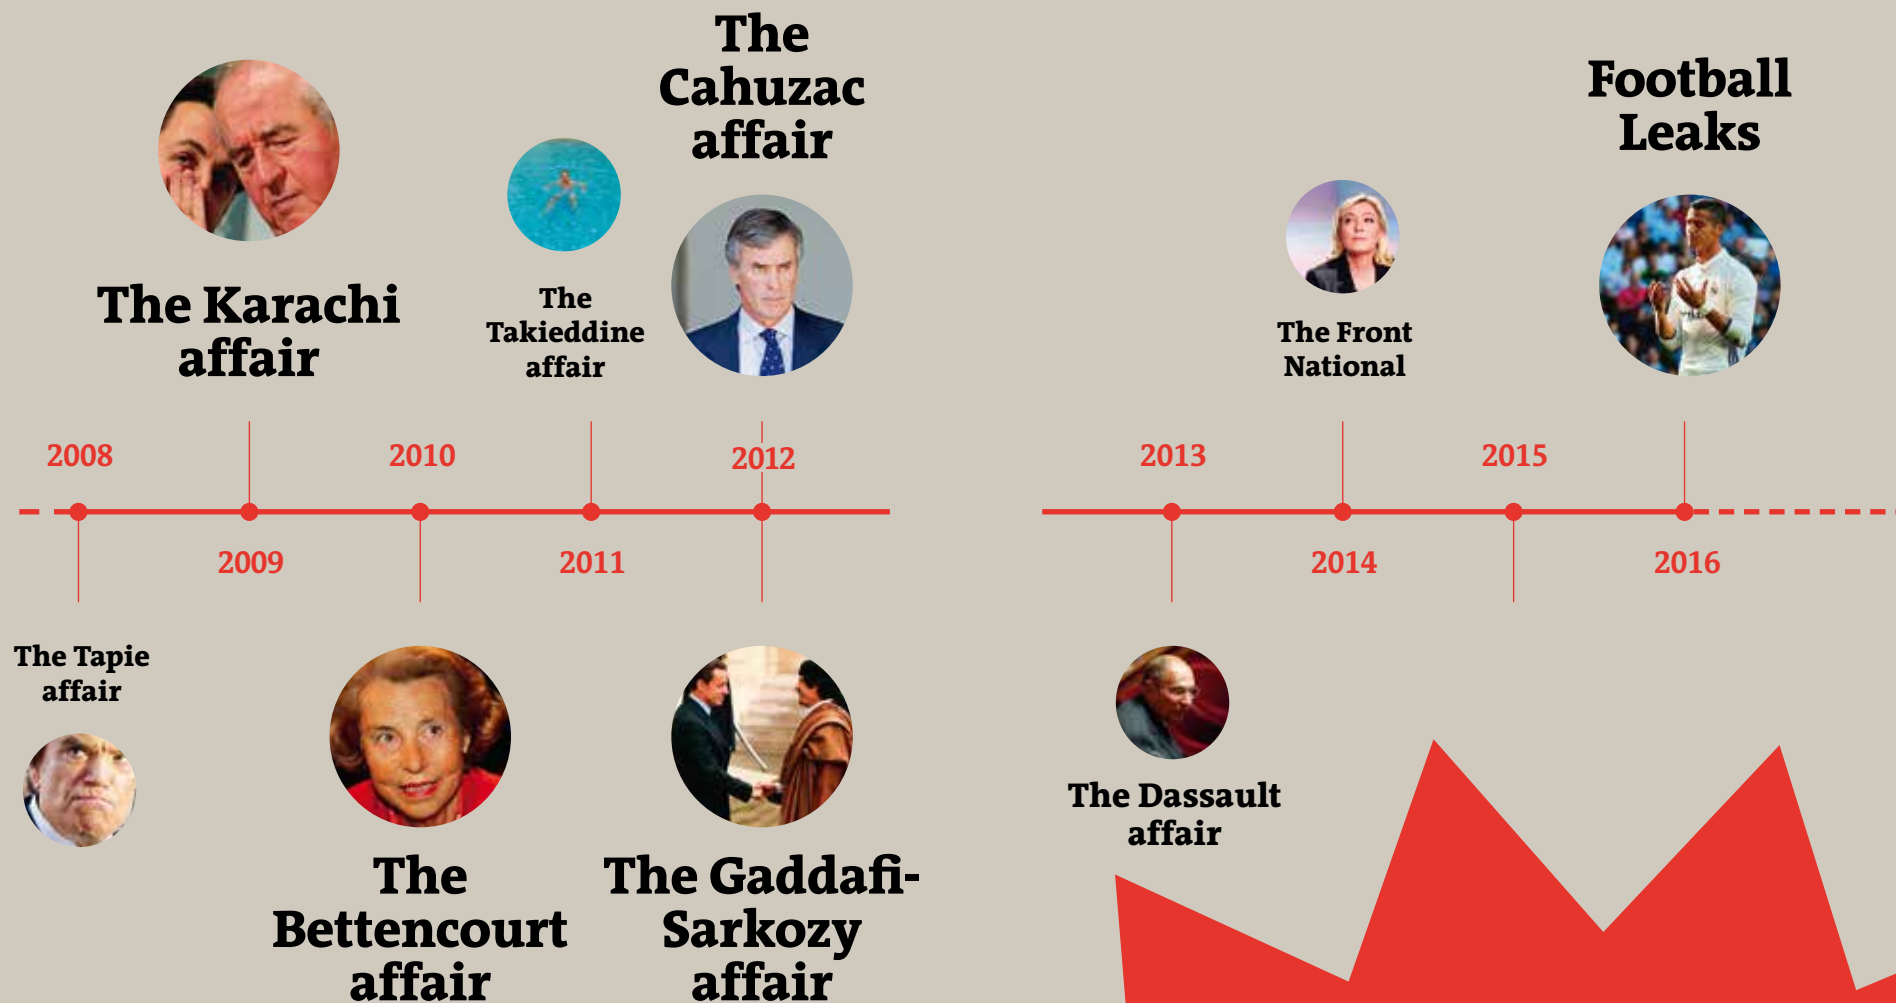 The
Cahuzac
affair
Football
Leaks
The Karachi
affair
The
Takieddine
affair
The Front
National
2008
2010
2012
2013
2015
2009
2011
2014
2016
The Tapie
affair
The Dassault
affair
The
Bettencourt
affair
The Gaddafi-
Sarkozy
affair